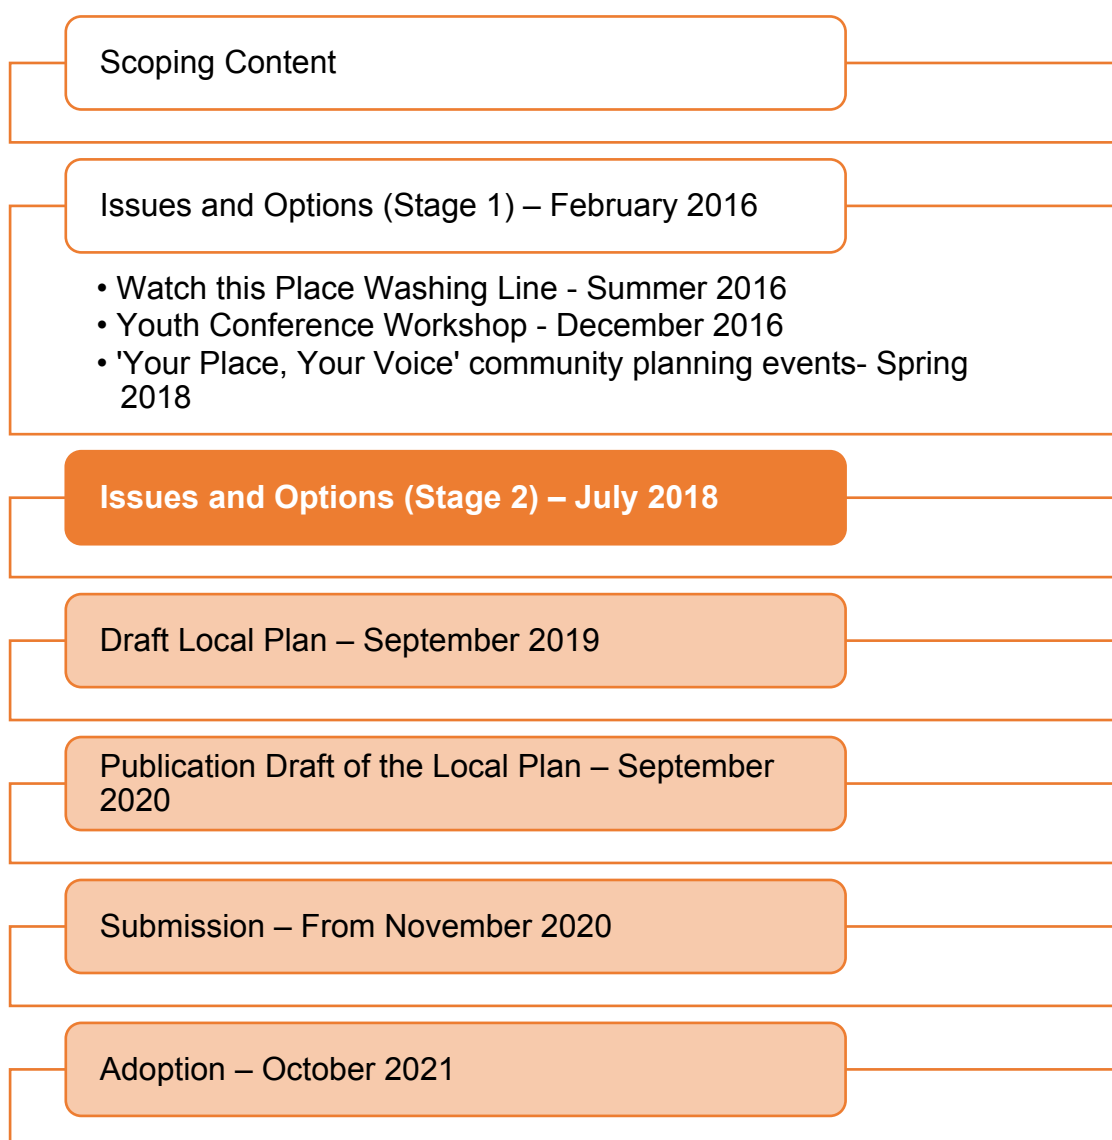 Scoping Content
Issues and Options (Stage 1) – February 2016
• Watch this Place Washing Line - Summer 2016
• Youth Conference Workshop - December 2016
• 'Your Place, Your Voice' community planning events- Spring
2018
Issues and Options (Stage 2) – July 2018
Draft Local Plan – September 2019
Publication Draft of the Local Plan – September
2020
Submission – From November 2020
Adoption – October 2021